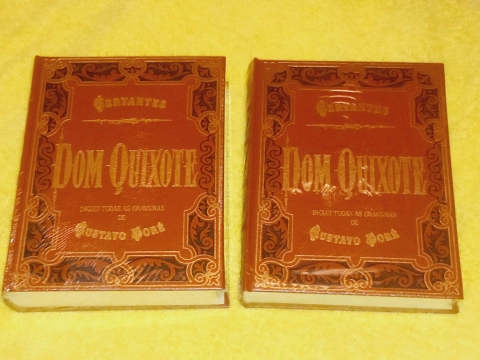 CERVANTES
DOM QUIXOTE
INCLUI TODAS AS GRAVURAS
DE
GUSTAVO DORÉ
CERVANTES
DOM QUIXOTE
INCLUI TODAS AS GRAVURAS
DE
GUSTAVO DORÉ